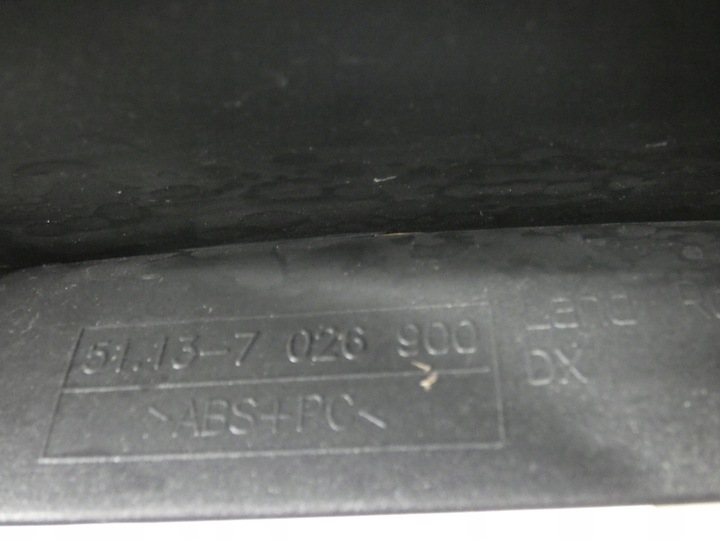 51.13-7 026 900
>ABS+PC<
Land
DX